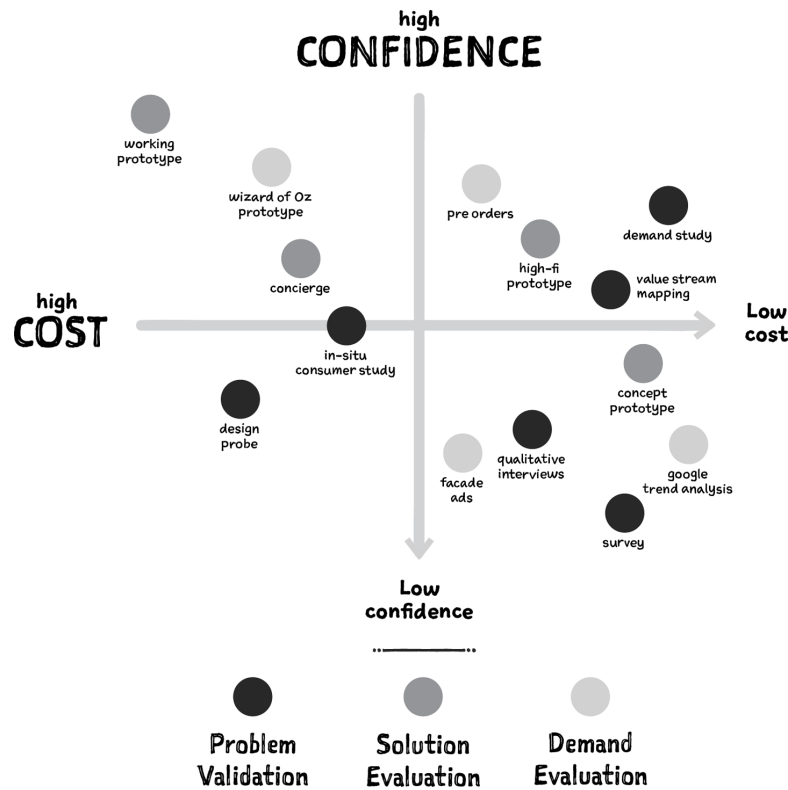 high
CONFIDENCE
working
prototype
wizard of Oz
prototype
pre orders
demand study
concierge
high-fi
prototype
value stream
mapping
high
COST
Low
cost
in-situ
consumer study
concept
prototype
design
probe
facade
ads
qualitative
interviews
google
trend analysis
survey
Low
confidence
Problem
Validation
Solution
Evaluation
Demand
Evaluation